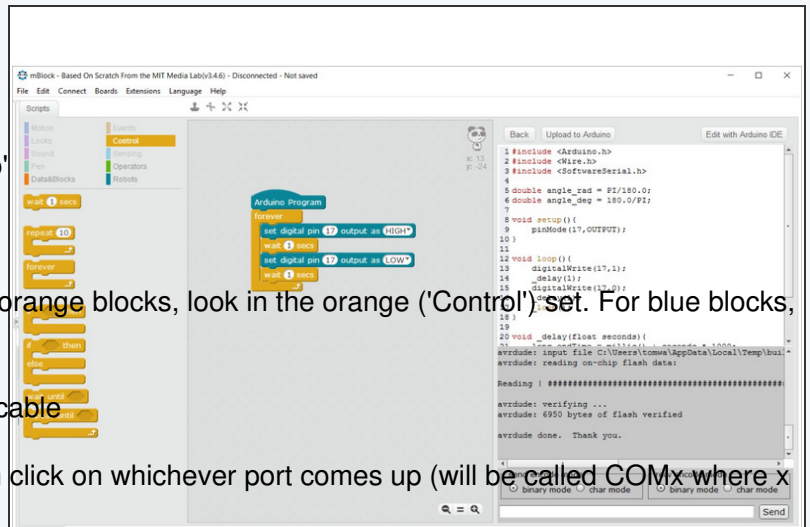 mBlock - Based On Scratch From the MIT Media Lab(v3.4.6) - Disconnected - Not saved
File Edit Connect Boards Extensions Language Help
Scripts
Motion
Looks
Sound
Pen
Data&Blocks
Events
Control
Sensing
Operators
Robots
wait 1 secs
repeat 10
forever
if then
else
wait until
until
x: 13
y: -24
Arduino Program
forever
set digital pin 17 output as HIGH
wait 1 secs
set digital pin 17 output as LOW
wait 1 secs
orange blocks, look in the orange ('Control') set. For blue blocks,
cable
click on whichever port comes up (will be called COMx where x
Back Upload to Arduino Edit with Arduino IDE
1 #include <Arduino.h>
2 #include <Wire.h>
3 #include <SoftwareSerial.h>
4
5 double angle_rad = PI/180.0;
6 double angle_deg = 180.0/PI;
7
8 void setup(){
9 pinMode(17,OUTPUT);
10 }
11
12 void loop(){
13 digitalWrite(17,1);
14 _delay(1);
15 digitalWrite(17,0);
18 }
19
20 void _delay(float seconds){
avrdude: input file C:\Users\tomwa\AppData\Local\Temp\buil
avrdude: reading on-chip flash data:
Reading | ################################################
avrdude: verifying ...
avrdude: 6950 bytes of flash verified
avrdude done. Thank you.
binary mode char mode binary mode char mode
Send